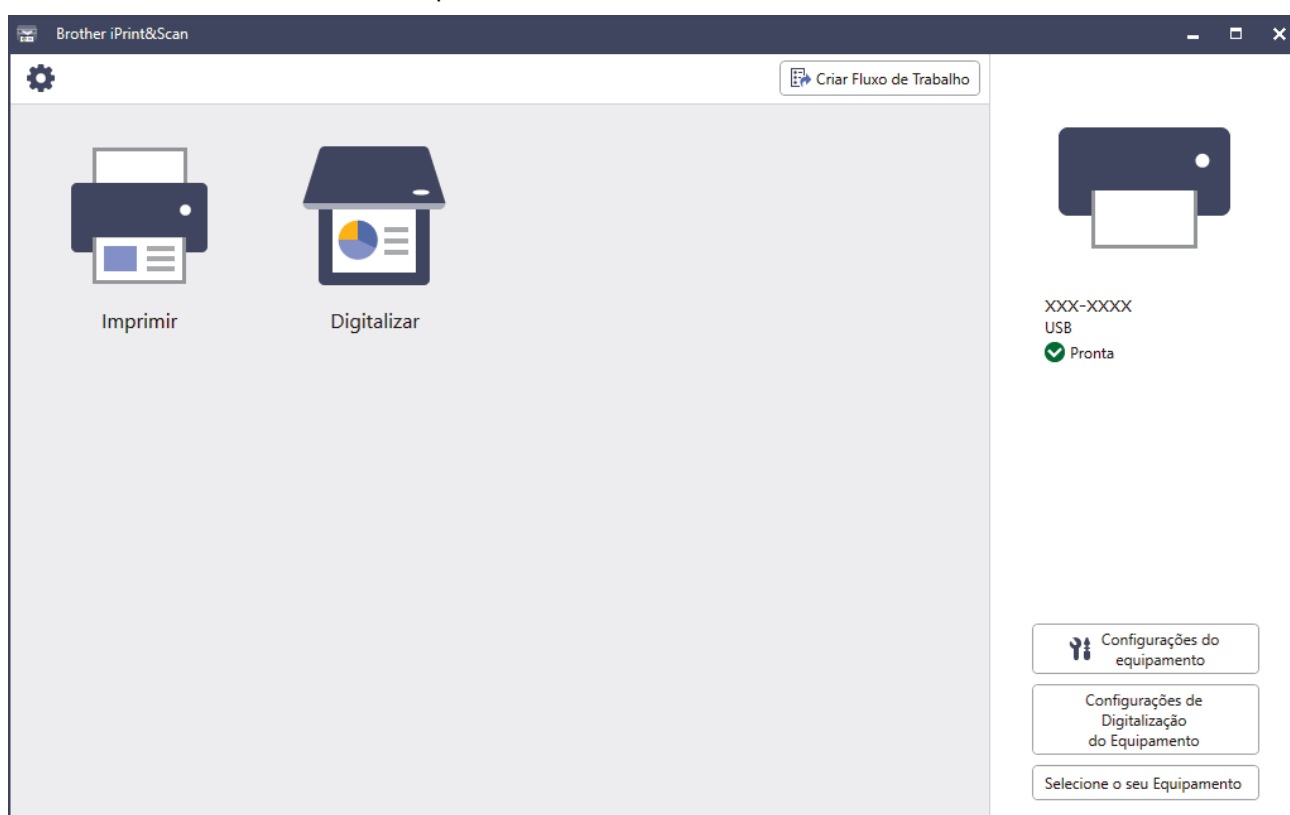 Brother iPrint&Scan
Criar Fluxo de Trabalho
Imprimir
Digitalizar
XXX-XXXX
USB
Pronta
Configurações do
equipamento
Configurações de
Digitalização
do Equipamento
Selecione o seu Equipamento